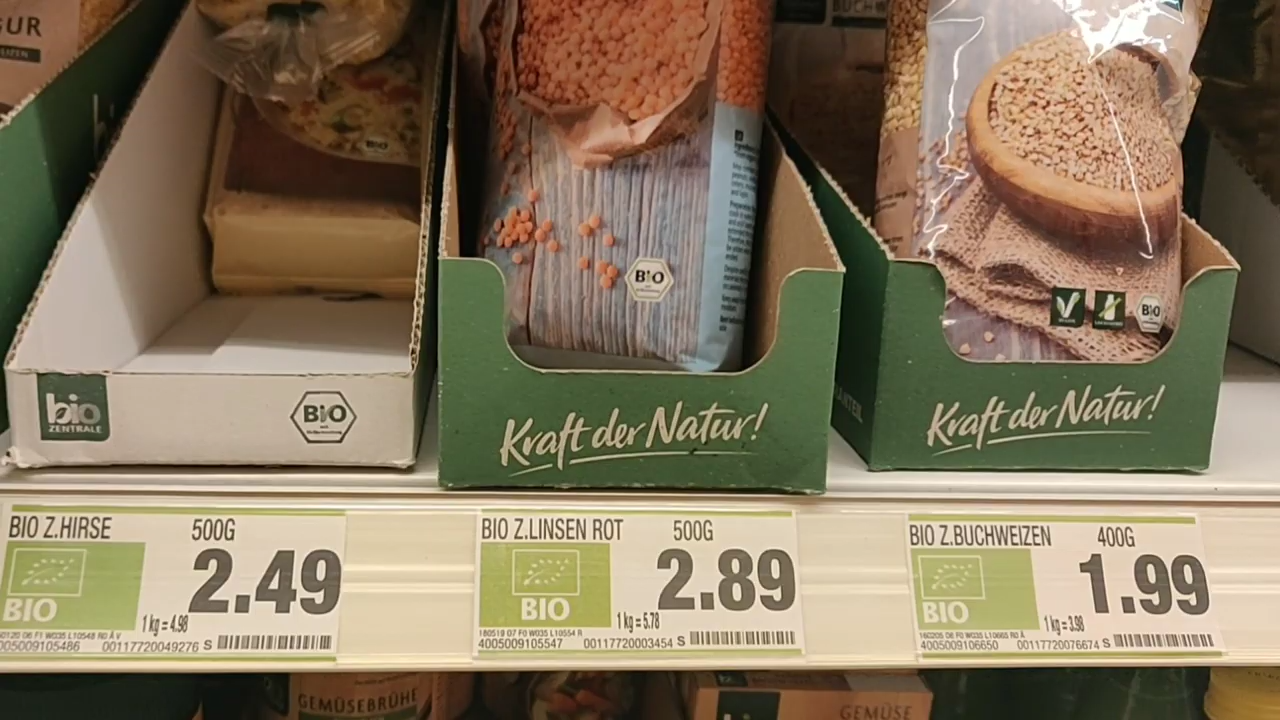 GUR
BIO
BIO
BIO
bio
ZENTRALE
BIO
Kraft der Natur!
Kraft der Natur!
BIO Z.HIRSE 500G
2.49
BIO
1 kg = 4.98
4005009105486 00117720049276 S
BIO Z.LINSEN ROT 500G
2.89
BIO
1 kg = 5.78
180519 07 F0 W035 L10554 R
4005009105547 00117720003454 S
BIO Z.BUCHWEIZEN 400G
1.99
BIO
1 kg = 3.98
160205 06 F0 W035 L10665 R0 A
4005009106650 00117720076674 S
GEMÜSEBRÜHE
bio
GEMÜSE